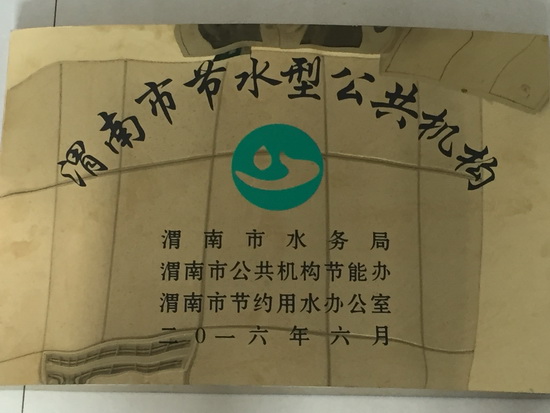 渭南市节水型公共机构
渭南市水务局
渭南市公共机构节能办
渭南市节约用水办公室
二〇一六年六月